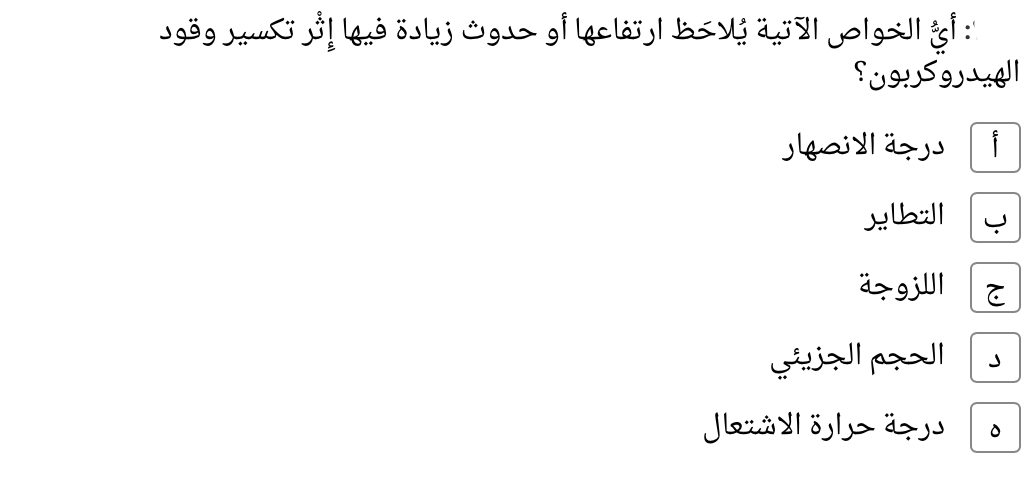 : أيُّ الخواص الآتية يُلاحَظ ارتفاعها أو حدوث زيادة فيها إِثْر تكسير وقود
الهيدروكربون؟
أ درجة الانصهار
ب التطاير
ج اللزوجة
د الحجم الجزيئي
ه درجة حرارة الاشتعال